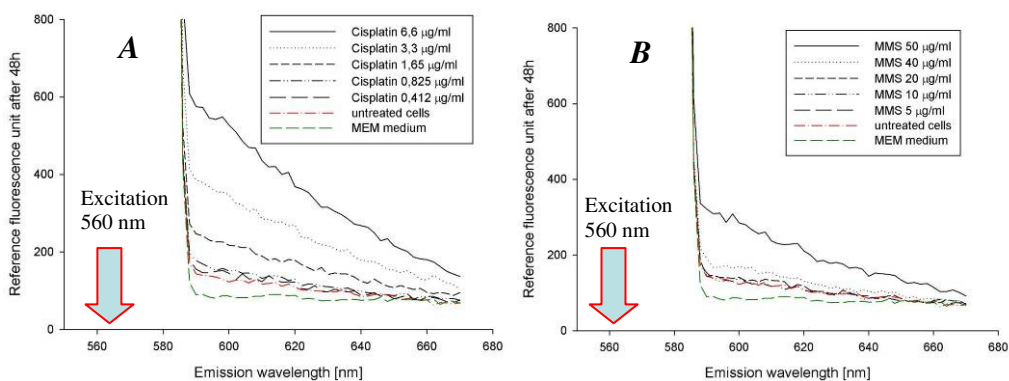 A
Reference fluorescence unit after 48h
800
600
400
200
0
560
580
600
620
640
660
680
Emission wavelength [nm]
Excitation
560 nm
Cisplatin 6,6 µg/ml
Cisplatin 3,3 µg/ml
Cisplatin 1,65 µg/ml
Cisplatin 0,825 µg/ml
Cisplatin 0,412 µg/ml
untreated cells
MEM medium
B
Reference fluorescence unit after 48h
800
600
400
200
0
560
580
600
620
640
660
680
Emission wavelength [nm]
Excitation
560 nm
MMS 50 µg/ml
MMS 40 µg/ml
MMS 20 µg/ml
MMS 10 µg/ml
MMS 5 µg/ml
untreated cells
MEM medium